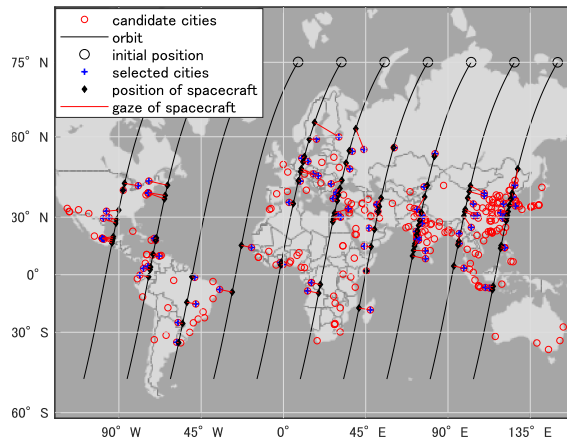 candidate cities
orbit
initial position
selected cities
position of spacecraft
gaze of spacecraft
75° N
60° N
30° N
0°
30° S
60° S
90° W 45° W 0° 45° E 90° E 135° E